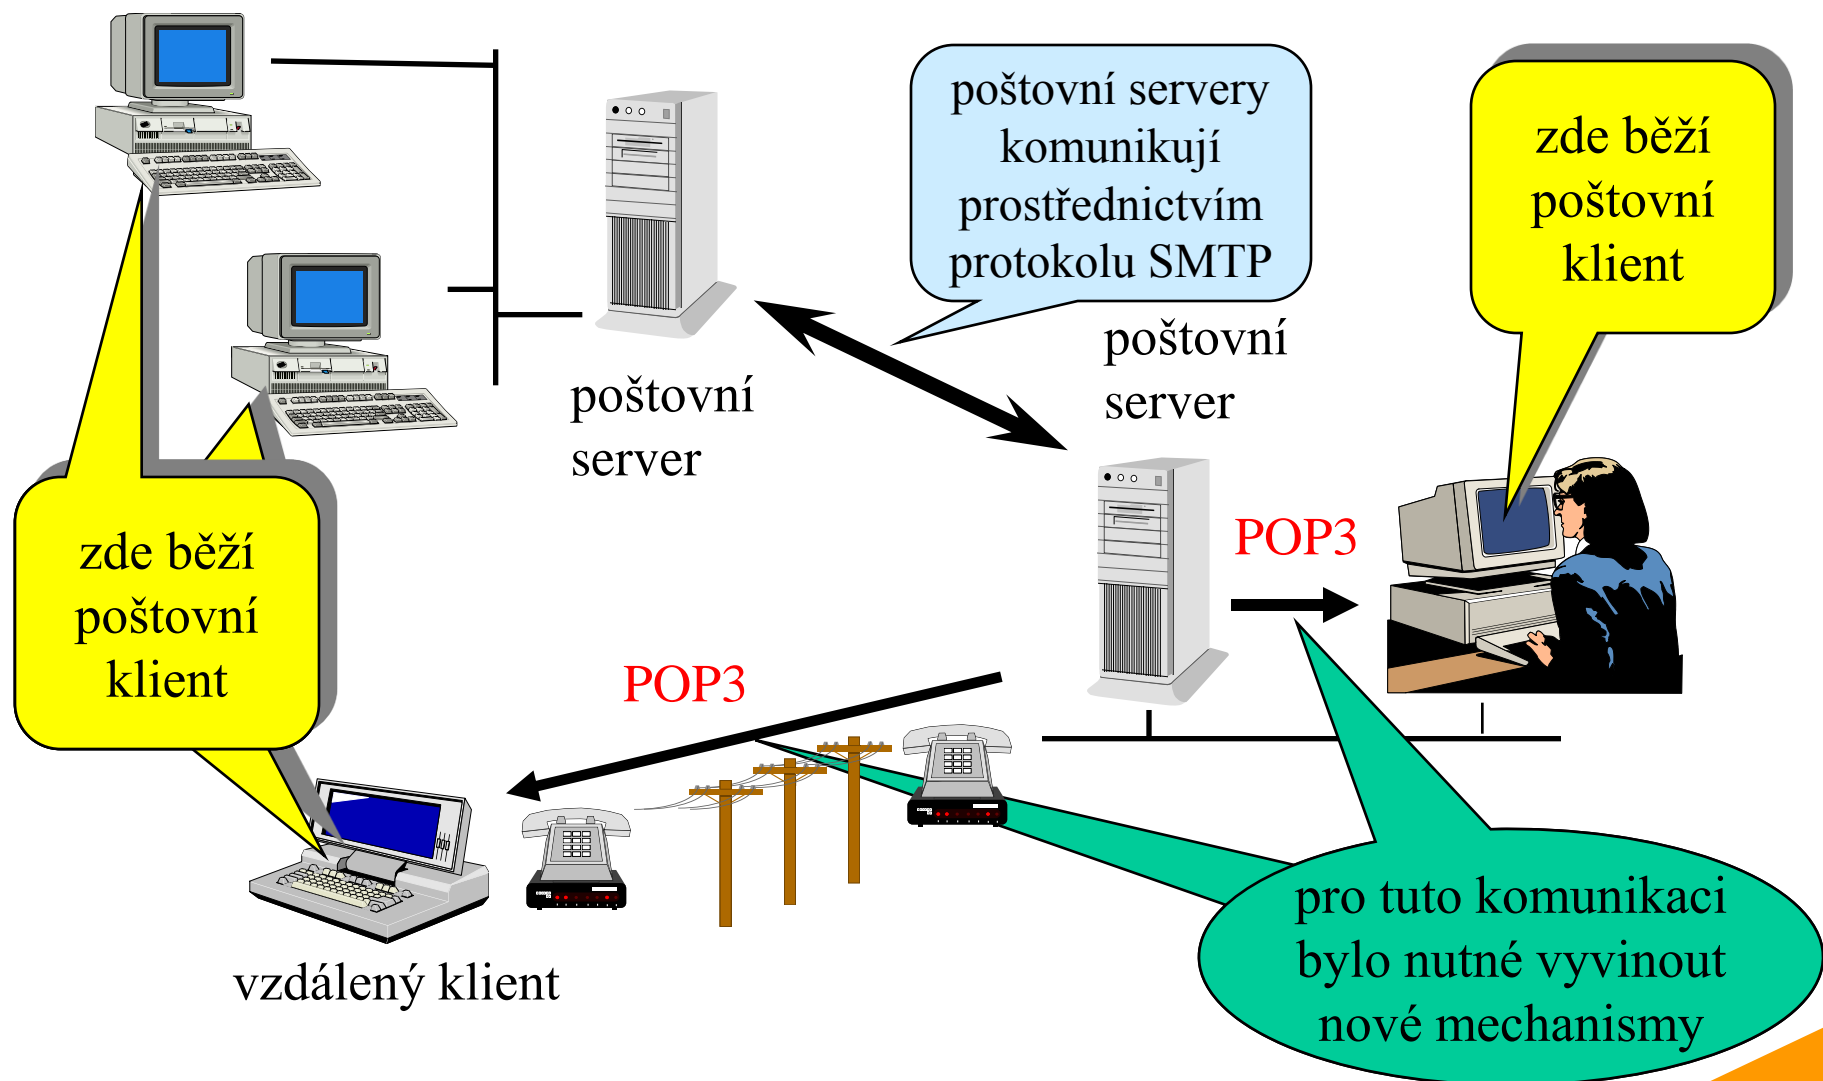 poštovní servery
komunikují
prostřednictvím
protokolu SMTP
zde běží
poštovní
klient
poštovní
server
poštovní
server
zde běží
poštovní
klient
POP3
POP3
vzdálený klient
pro tuto komunikaci
bylo nutné vyvinout
nové mechanismy